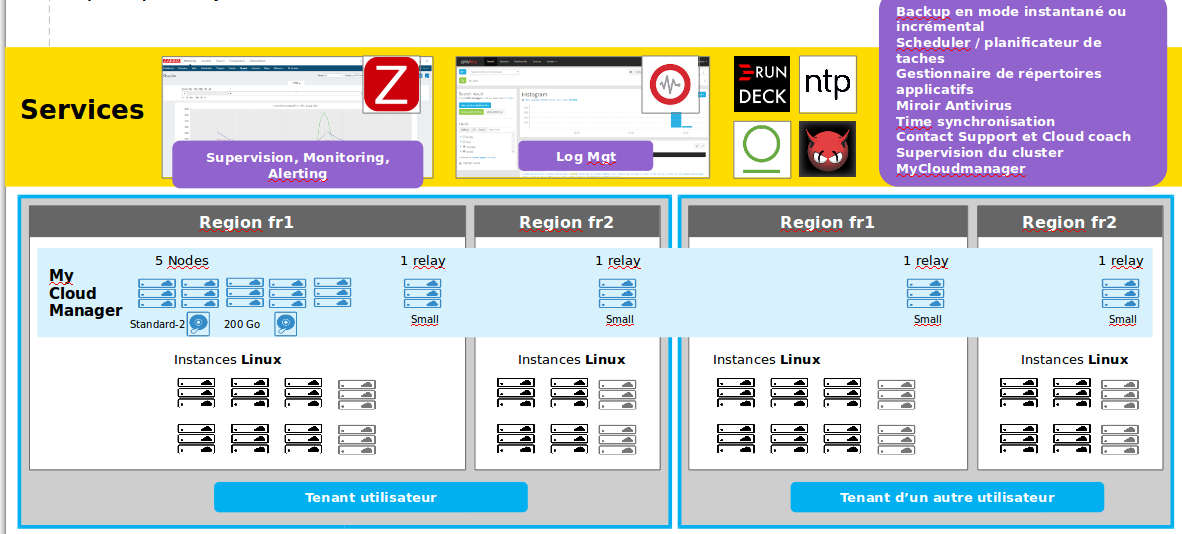 Backup en mode instantané ou
incrémental
Scheduler / planificateur de
taches
Gestionnaire de répertoires
applicatifs
Miroir Antivirus
Time synchronisation
Contact Support et Cloud coach
Supervision du cluster
MyCloudmanager
Services
Z
Histogram
RUN
DECK
ntp
Supervision, Monitoring,
Alerting
Log Mgt
Region fr1
Region fr2
Region fr1
Region fr2
My
Cloud
Manager
5 Nodes
1 relay
1 relay
1 relay
1 relay
Standard-2
200 Go
Small
Small
Small
Small
Instances Linux
Instances Linux
Instances Linux
Instances Linux
Tenant utilisateur
Tenant d’un autre utilisateur